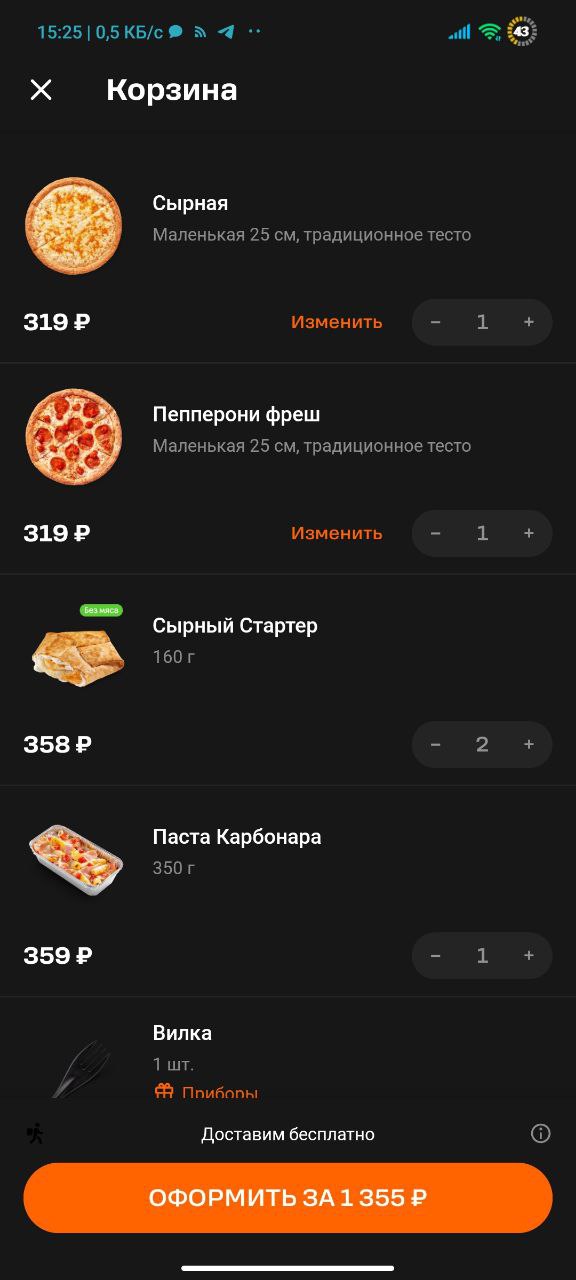 15:25 | 0,5 КБ/с
43
Корзина
Сырная
Маленькая 25 см, традиционное тесто
319 ₽
Изменить
− 1 +
Пепперони фреш
Маленькая 25 см, традиционное тесто
319 ₽
Изменить
− 1 +
Без мяса
Сырный Стартер
160 г
358 ₽
− 2 +
Паста Карбонара
350 г
359 ₽
− 1 +
Вилка
1 шт.
Приборы
Доставим бесплатно
ОФОРМИТЬ ЗА 1 355 ₽